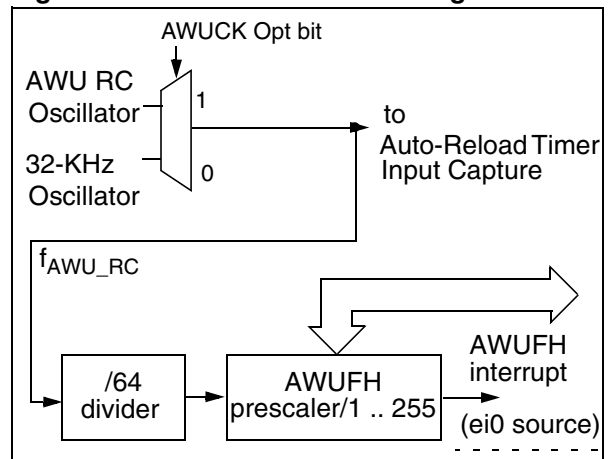 AWUCK Opt bit
AWU RC
Oscillator
1
to
Auto-Reload Timer
Input Capture
32-KHz
Oscillator
0
fAWU_RC
/64
divider
AWUFH
prescaler/1 .. 255
AWUFH
interrupt
(ei0 source)